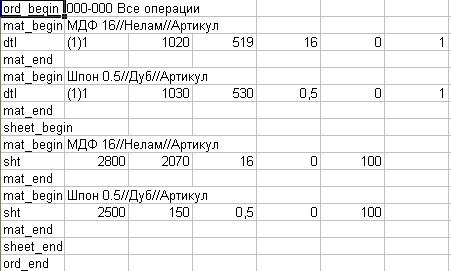 ord_begin 000-000 Все операции
mat_begin МДФ 16//Нелам//Артикул
dtl (1)1 1020 519 16 0 1
mat_end
mat_begin Шпон 0.5//Дуб//Артикул
dtl (1)1 1030 530 0,5 0 1
mat_end
sheet_begin
mat_begin МДФ 16//Нелам//Артикул
sht 2800 2070 16 0 100
mat_end
mat_begin Шпон 0.5//Дуб//Артикул
sht 2500 150 0,5 0 100
mat_end
sheet_end
ord_end